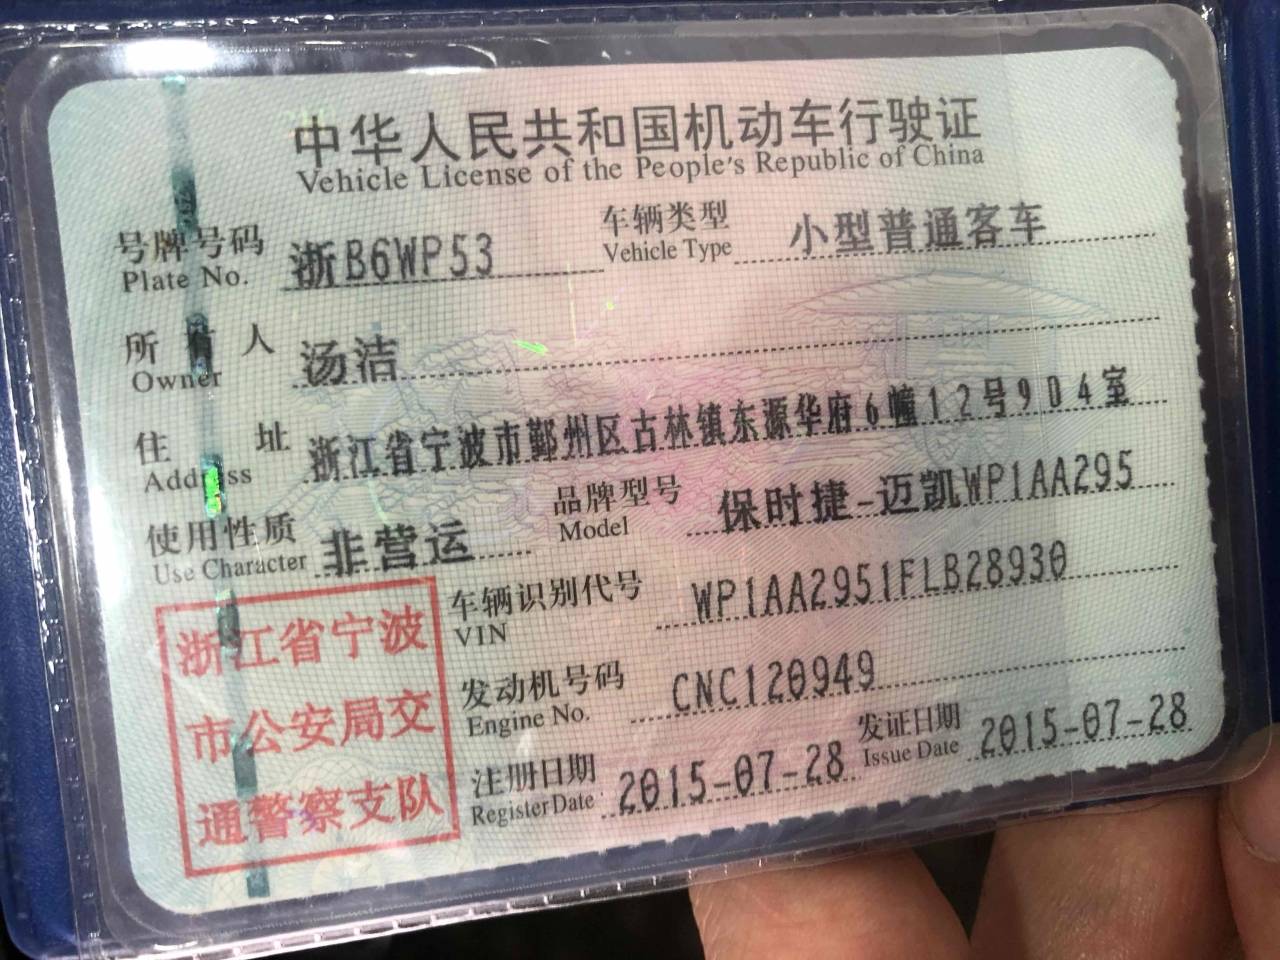 中华人民共和国机动车行驶证
Vehicle License of the People's Republic of China
号牌号码 浙B6WP53 车辆类型 小型普通客车
Plate No. Vehicle Type
所有人 汤洁
Owner
住址 浙江省宁波市鄞州区古林镇东源华府6幢12号904室
Address
使用性质 非营运 品牌型号 保时捷-迈凯WP1AA295
Use Character Model
车辆识别代号 WP1AA2951FLB28930
VIN
发动机号码 CNC120949
Engine No.
注册日期 2015-07-28 发证日期 2015-07-28
Register Date Issue Date
浙江省宁波
市公安局交
通警察支队